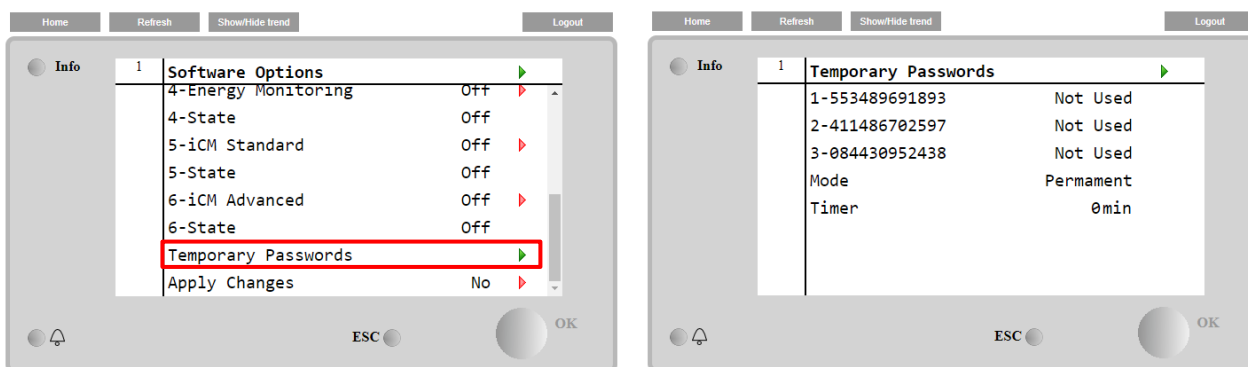 Home Refresh Show/Hide trend Logout
Info
1 Software Options
4-Energy Monitoring Off
4-State Off
5-iCM Standard Off
5-State Off
6-iCM Advanced Off
6-State Off
Temporary Passwords
Apply Changes No
ESC OK
Home Refresh Show/Hide trend Logout
Info
1 Temporary Passwords
1-553489691893 Not Used
2-411486702597 Not Used
3-084430952438 Not Used
Mode Permament
Timer 0min
ESC OK